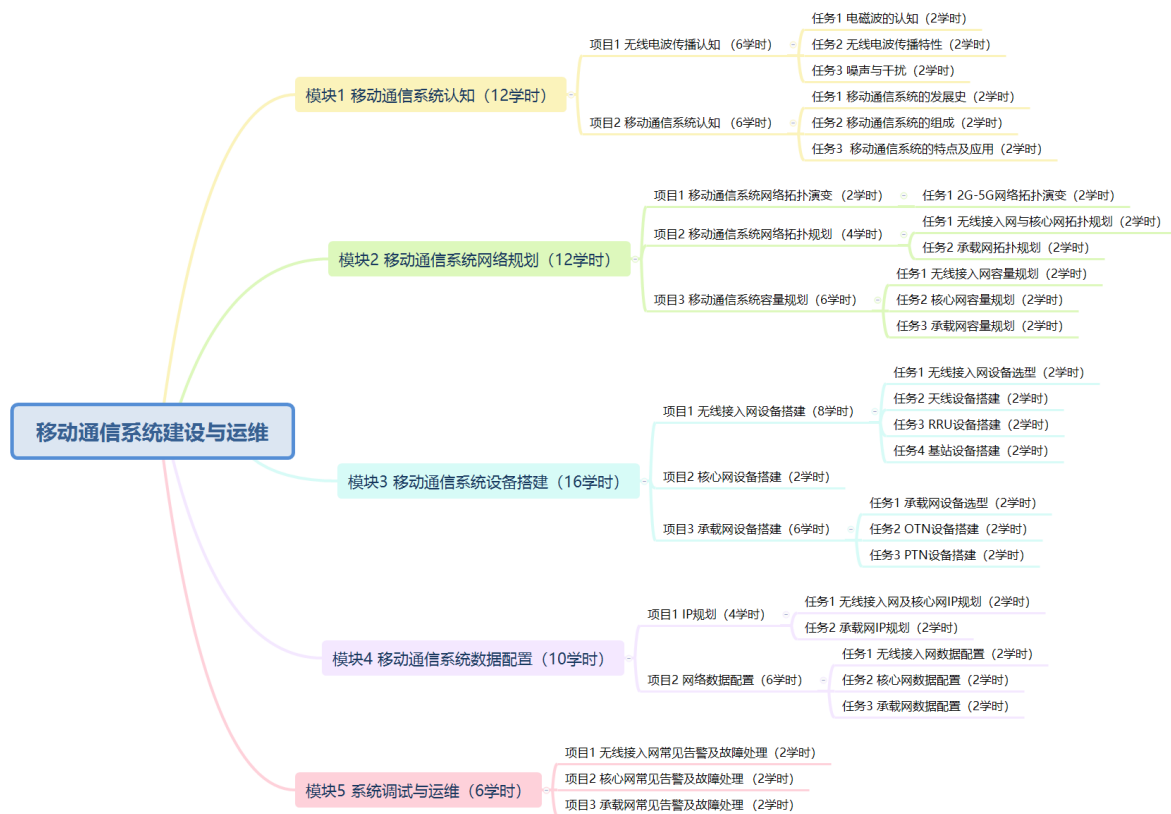 移动通信系统建设与运维
模块1 移动通信系统认知（12学时）
项目1 无线电波传播认知 （6学时）
任务1 电磁波的认知（2学时）
任务2 无线电波传播特性（2学时）
任务3 噪声与干扰（2学时）
项目2 移动通信系统认知 （6学时）
任务1 移动通信系统的发展史（2学时）
任务2 移动通信系统的组成（2学时）
任务3 移动通信系统的特点及应用（2学时）
模块2 移动通信系统网络规划（12学时）
项目1 移动通信系统网络拓扑演变 （2学时）
任务1 2G-5G网络拓扑演变（2学时）
项目2 移动通信系统网络拓扑规划 （4学时）
任务1 无线接入网与核心网拓扑规划（2学时）
任务2 承载网拓扑规划（2学时）
项目3 移动通信系统容量规划（6学时）
任务1 无线接入网容量规划（2学时）
任务2 核心网容量规划（2学时）
任务3 承载网容量规划（2学时）
模块3 移动通信系统设备搭建（16学时）
项目1 无线接入网设备搭建（8学时）
任务1 无线接入网设备选型（2学时）
任务2 天线设备搭建（2学时）
任务3 RRU设备搭建（2学时）
任务4 基站设备搭建（2学时）
项目2 核心网设备搭建（2学时）
项目3 承载网设备搭建（6学时）
任务1 承载网设备选型（2学时）
任务2 OTN设备搭建（2学时）
任务3 PTN设备搭建（2学时）
模块4 移动通信系统数据配置（10学时）
项目1 IP规划（4学时）
任务1 无线接入网及核心网IP规划（2学时）
任务2 承载网IP规划（2学时）
项目2 网络数据配置（6学时）
任务1 无线接入网数据配置（2学时）
任务2 核心网数据配置（2学时）
任务3 承载网数据配置（2学时）
模块5 系统调试与运维（6学时）
项目1 无线接入网常见告警及故障处理（2学时）
项目2 核心网常见告警及故障处理 （2学时）
项目3 承载网常见告警及故障处理 （2学时）